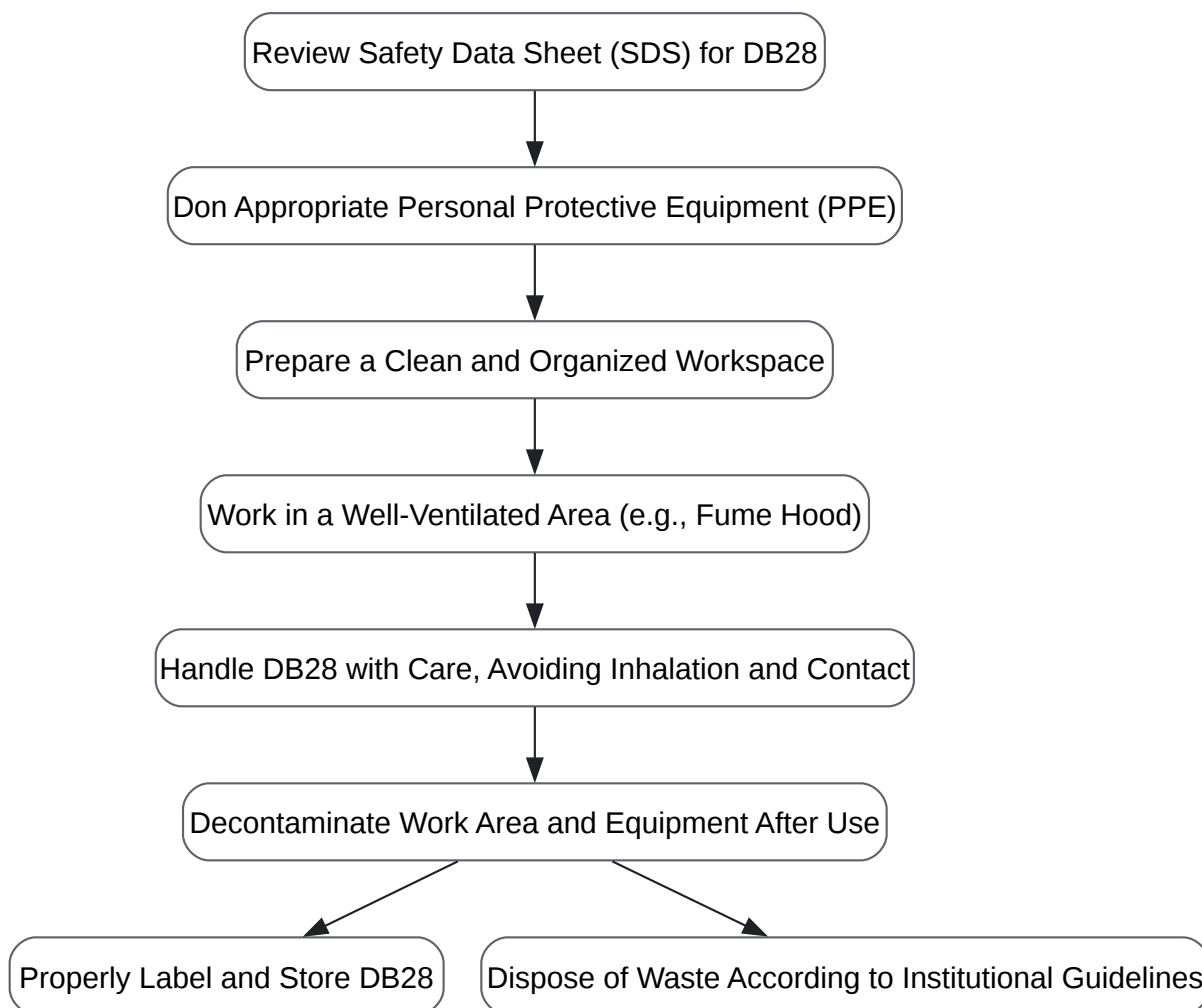 Review Safety Data Sheet (SDS) for DB28
Don Appropriate Personal Protective Equipment (PPE)
Prepare a Clean and Organized Workspace
Work in a Well-Ventilated Area (e.g., Fume Hood)
Handle DB28 with Care, Avoiding Inhalation and Contact
Decontaminate Work Area and Equipment After Use
Properly Label and Store DB28
Dispose of Waste According to Institutional Guidelines